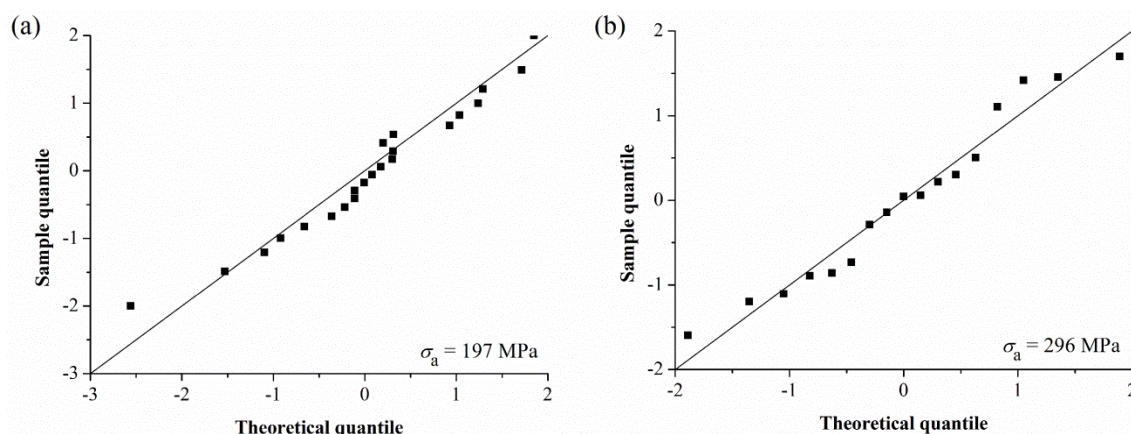 (a)
2
1
0
-1
-2
-3
Sample quantile
-3 -2 -1 0 1 2
Theoretical quantile
σa = 197 MPa
(b)
2
1
0
-1
-2
Sample quantile
-2 -1 0 1 2
Theoretical quantile
σa = 296 MPa